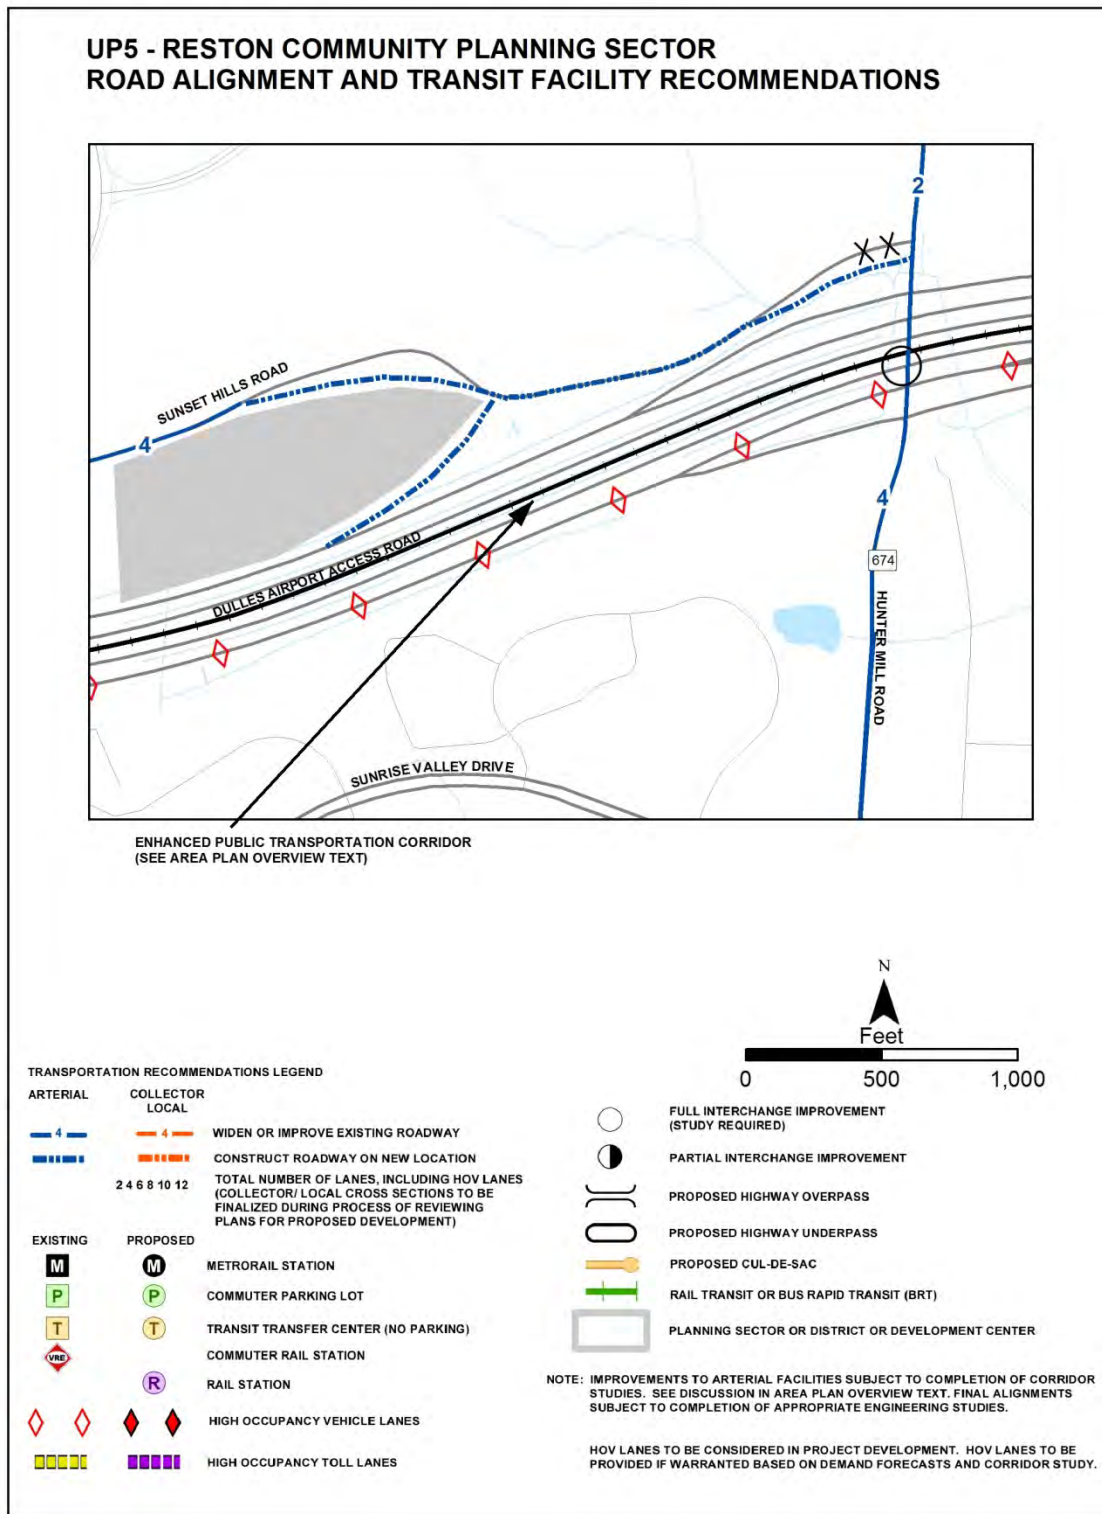 UP5 - RESTON COMMUNITY PLANNING SECTOR
ROAD ALIGNMENT AND TRANSIT FACILITY RECOMMENDATIONS
2
SUNSET HILLS ROAD
4
4
674
DULLES AIRPORT ACCESS ROAD
HUNTER MILL ROAD
SUNRISE VALLEY DRIVE
ENHANCED PUBLIC TRANSPORTATION CORRIDOR
(SEE AREA PLAN OVERVIEW TEXT)
N
Feet
0 500 1,000
TRANSPORTATION RECOMMENDATIONS LEGEND
ARTERIAL COLLECTOR
LOCAL
4 4 WIDEN OR IMPROVE EXISTING ROADWAY
CONSTRUCT ROADWAY ON NEW LOCATION
2 4 6 8 10 12 TOTAL NUMBER OF LANES, INCLUDING HOV LANES
(COLLECTOR/ LOCAL CROSS SECTIONS TO BE
FINALIZED DURING PROCESS OF REVIEWING
PLANS FOR PROPOSED DEVELOPMENT)
EXISTING PROPOSED
M M METRORAIL STATION
P P COMMUTER PARKING LOT
T T TRANSIT TRANSFER CENTER (NO PARKING)
VRE COMMUTER RAIL STATION
R RAIL STATION
HIGH OCCUPANCY VEHICLE LANES
HIGH OCCUPANCY TOLL LANES
FULL INTERCHANGE IMPROVEMENT
(STUDY REQUIRED)
PARTIAL INTERCHANGE IMPROVEMENT
PROPOSED HIGHWAY OVERPASS
PROPOSED HIGHWAY UNDERPASS
PROPOSED CUL-DE-SAC
RAIL TRANSIT OR BUS RAPID TRANSIT (BRT)
PLANNING SECTOR OR DISTRICT OR DEVELOPMENT CENTER
NOTE: IMPROVEMENTS TO ARTERIAL FACILITIES SUBJECT TO COMPLETION OF CORRIDOR
STUDIES. SEE DISCUSSION IN AREA PLAN OVERVIEW TEXT. FINAL ALIGNMENTS
SUBJECT TO COMPLETION OF APPROPRIATE ENGINEERING STUDIES.
HOV LANES TO BE CONSIDERED IN PROJECT DEVELOPMENT. HOV LANES TO BE
PROVIDED IF WARRANTED BASED ON DEMAND FORECASTS AND CORRIDOR STUDY.